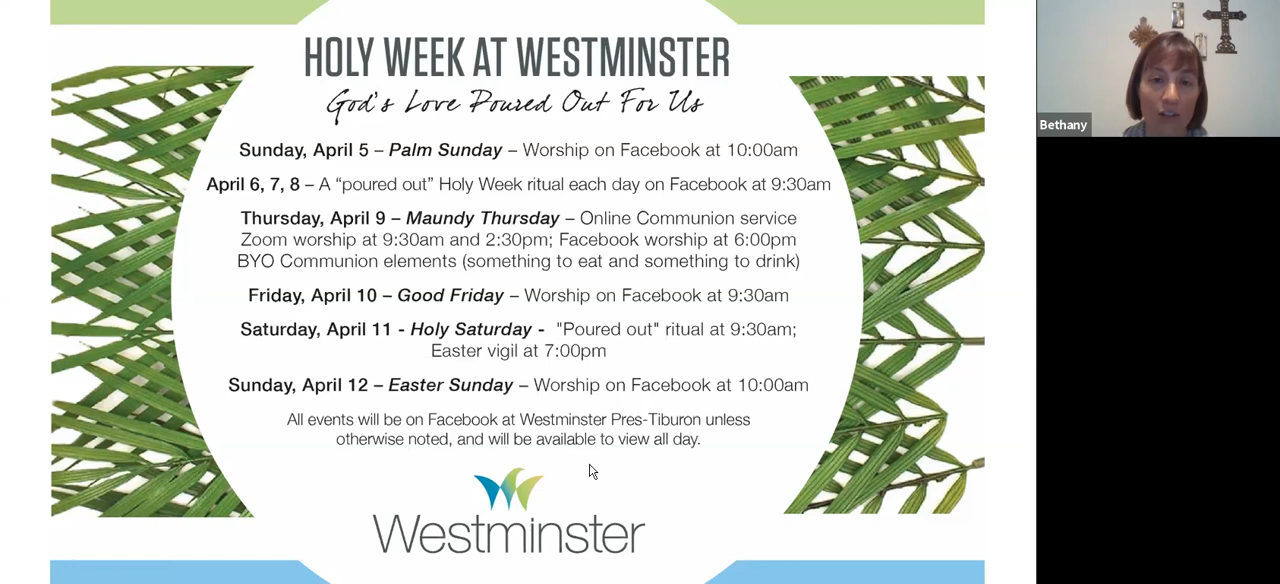 HOLY WEEK AT WESTMINSTER
God's Love Poured Out For Us
Sunday, April 5 – Palm Sunday – Worship on Facebook at 10:00am
April 6, 7, 8 – A “poured out” Holy Week ritual each day on Facebook at 9:30am
Thursday, April 9 – Maundy Thursday – Online Communion service
Zoom worship at 9:30am and 2:30pm; Facebook worship at 6:00pm
BYO Communion elements (something to eat and something to drink)
Friday, April 10 – Good Friday – Worship on Facebook at 9:30am
Saturday, April 11 - Holy Saturday - "Poured out" ritual at 9:30am;
Easter vigil at 7:00pm
Sunday, April 12 – Easter Sunday – Worship on Facebook at 10:00am
All events will be on Facebook at Westminster Pres-Tiburon unless
otherwise noted, and will be available to view all day.
Westminster
Bethany